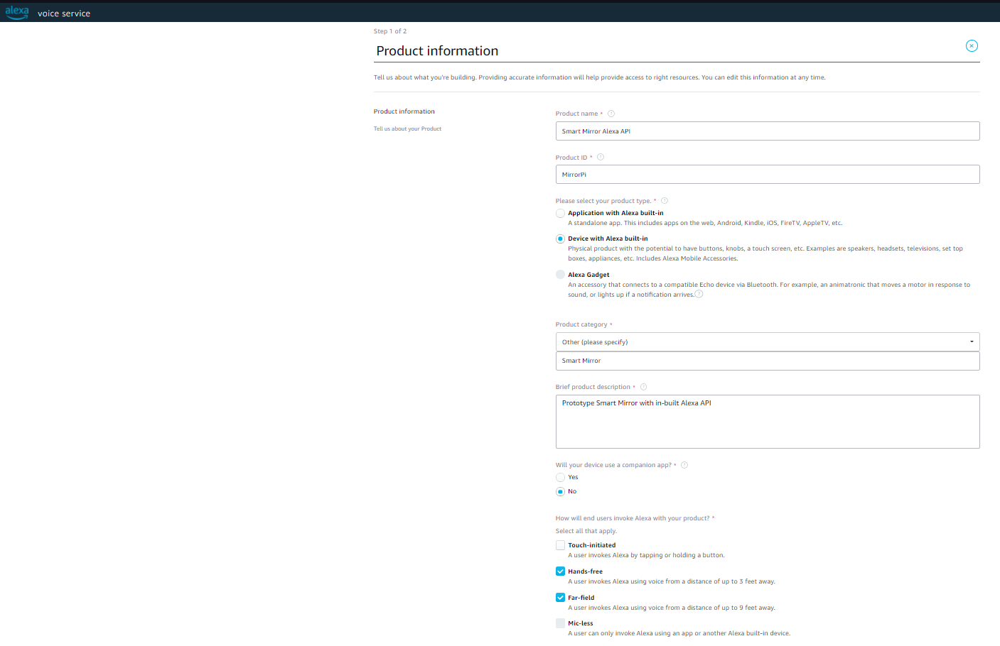 alexa voice service
Step 1 of 2
Product information
Tell us about what you're building. Providing accurate information will help provide access to right resources. You can edit this information at any time.
Product information
Tell us about your Product
Product name * ?
Smart Mirror Alexa API
Product ID * ?
MirrorPi
Please select your product type. * ?
Application with Alexa built-in
A standalone app. This includes apps on the web, Android, Kindle, iOS, FireTV, AppleTV, etc.
Device with Alexa built-in
Physical product with the potential to have buttons, knobs, a touch screen, etc. Examples are speakers, headsets, televisions, set top
boxes, appliances, etc. Includes Alexa Mobile Accessories.
Alexa Gadget
An accessory that connects to a compatible Echo device via Bluetooth. For example, an animatronic that moves a motor in response to
sound, or lights up if a notification arrives. ?
Product category *
Other (please specify)
Smart Mirror
Brief product description * ?
Prototype Smart Mirror with in-built Alexa API
Will your device use a companion app? * ?
Yes
No
How will end users invoke Alexa with your product? *
Select all that apply.
Touch-initiated
A user invokes Alexa by tapping or holding a button.
Hands-free
A user invokes Alexa using voice from a distance of up to 3 feet away.
Far-field
A user invokes Alexa using voice from a distance of up to 9 feet away.
Mic-less
A user can only invoke Alexa using an app or another Alexa built-in device.